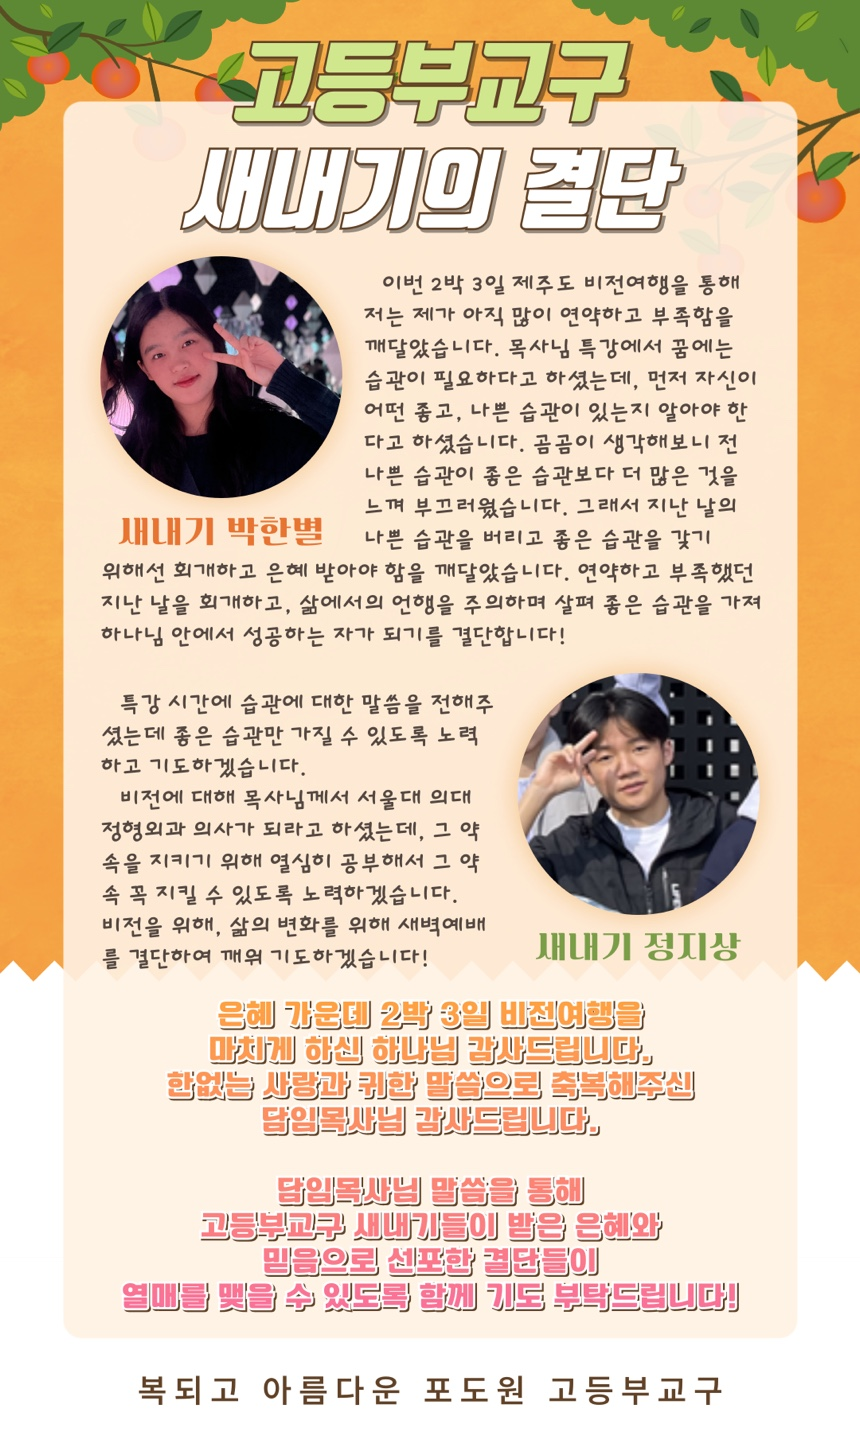 고등부교구
새내기의 결단
이번 2박 3일 제주도 비전여행을 통해
저는 제가 아직 많이 연약하고 부족함을
깨달았습니다. 목사님 특강에서 꿈에는
습관이 필요하다고 하셨는데, 먼저 자신이
어떤 좋고, 나쁜 습관이 있는지 알아야 한
다고 하셨습니다. 곰곰이 생각해보니 전
나쁜 습관이 좋은 습관보다 더 많은 것을
느껴 부끄러웠습니다. 그래서 지난 날의
나쁜 습관을 버리고 좋은 습관을 갖기
위해선 회개하고 은혜 받아야 함을 깨달았습니다. 연약하고 부족했던
지난 날을 회개하고, 삶에서의 언행을 주의하며 살펴 좋은 습관을 가져
하나님 안에서 성공하는 자가 되기를 결단합니다!
새내기 박한별
특강 시간에 습관에 대한 말씀을 전해주
셨는데 좋은 습관만 가질 수 있도록 노력
하고 기도하겠습니다.
비전에 대해 목사님께서 서울대 의대
정형외과 의사가 되라고 하셨는데, 그 약
속을 지키기 위해 열심히 공부해서 그 약
속 꼭 지킬 수 있도록 노력하겠습니다.
비전을 위해, 삶의 변화를 위해 새벽예배
를 결단하여 깨워 기도하겠습니다!
새내기 정지상
은혜 가운데 2박 3일 비전여행을
마치게 하신 하나님 감사드립니다.
한없는 사랑과 귀한 말씀으로 축복해주신
담임목사님 감사드립니다.
담임목사님 말씀을 통해
고등부교구 새내기들이 받은 은혜와
믿음으로 선포한 결단들이
열매를 맺을 수 있도록 함께 기도 부탁드립니다!
복되고 아름다운 포도원 고등부교구